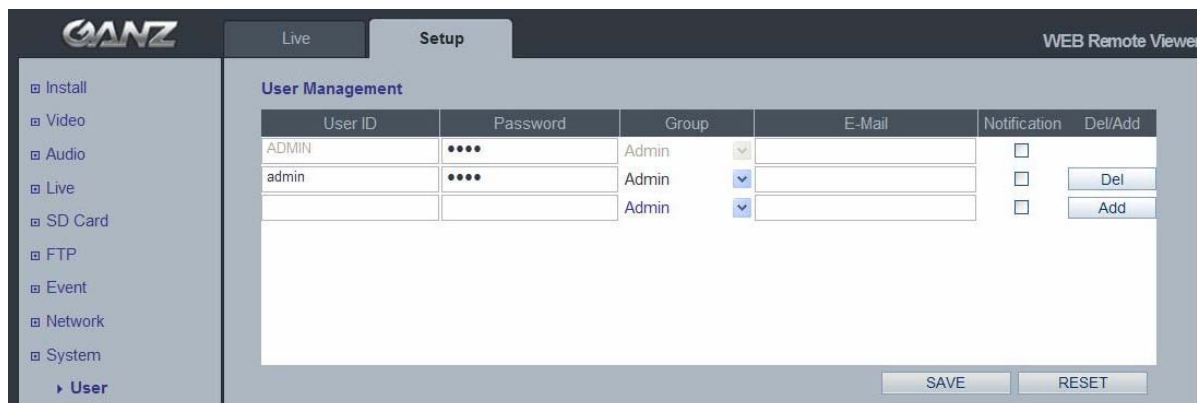 GANZ
Live
Setup
WEB Remote Viewer
Install
Video
Audio
Live
SD Card
FTP
Event
Network
System
User
User Management
User ID Password Group E-Mail Notification Del/Add
ADMIN •••• Admin
admin •••• Admin Del
Admin Add
SAVE RESET